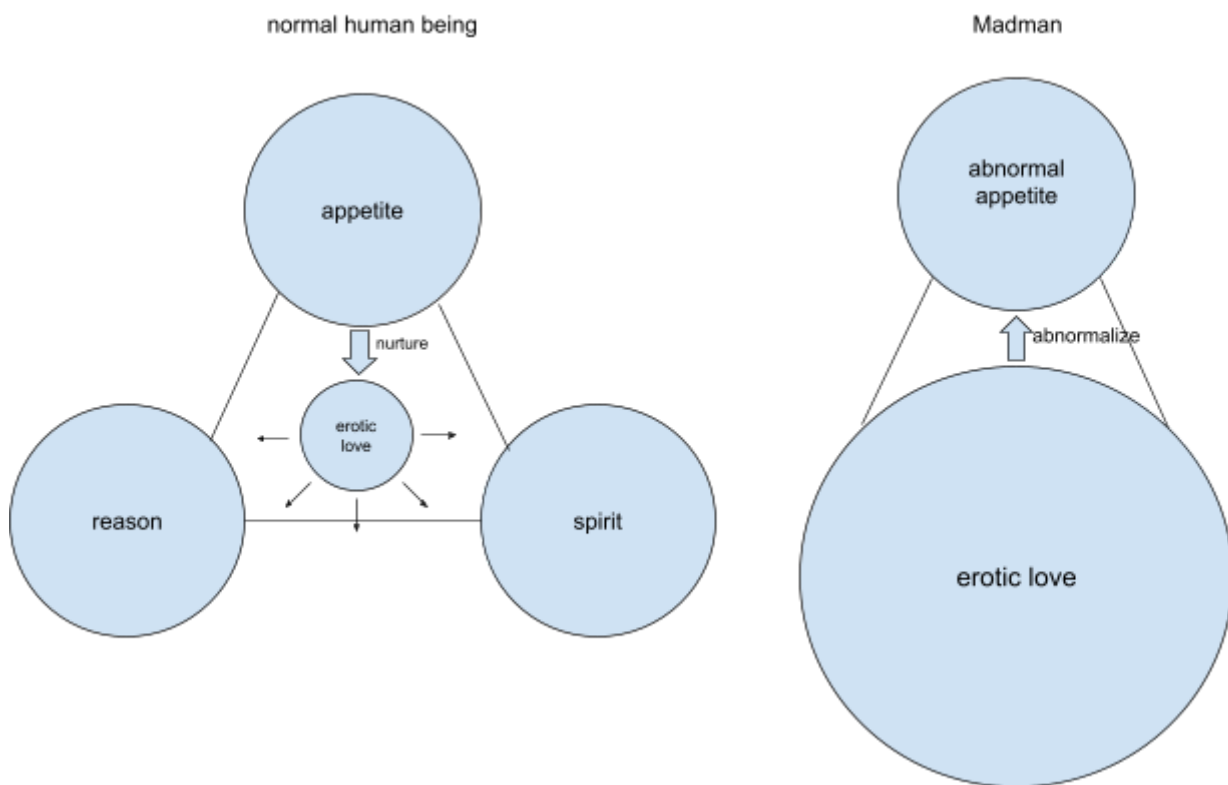 normal human being
Madman
appetite
abnormal
appetite
nurture
abnormalize
erotic
love
reason
spirit
erotic love